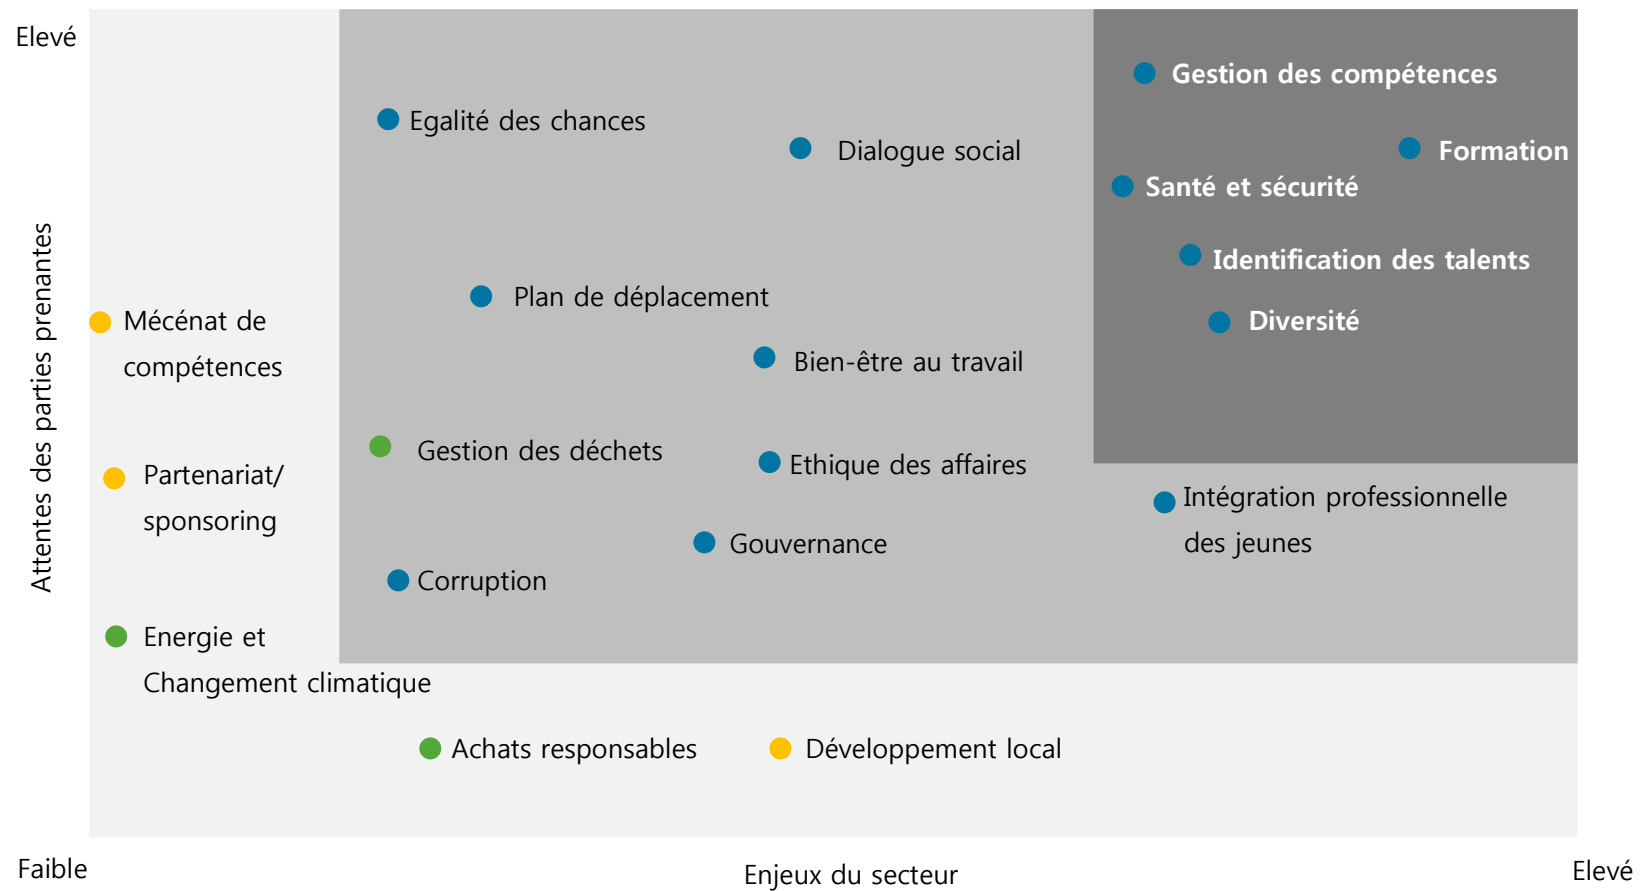 Elevé
Gestion des compétences
Egalité des chances
Dialogue social
Formation
Santé et sécurité
Identification des talents
Plan de déplacement
Diversité
Mécénat de
compétences
Bien-être au travail
Attentes des parties prenantes
Gestion des déchets
Ethique des affaires
Partenariat/
sponsoring
Intégration professionnelle
des jeunes
Gouvernance
Corruption
Energie et
Changement climatique
Achats responsables
Développement local
Faible
Enjeux du secteur
Elevé